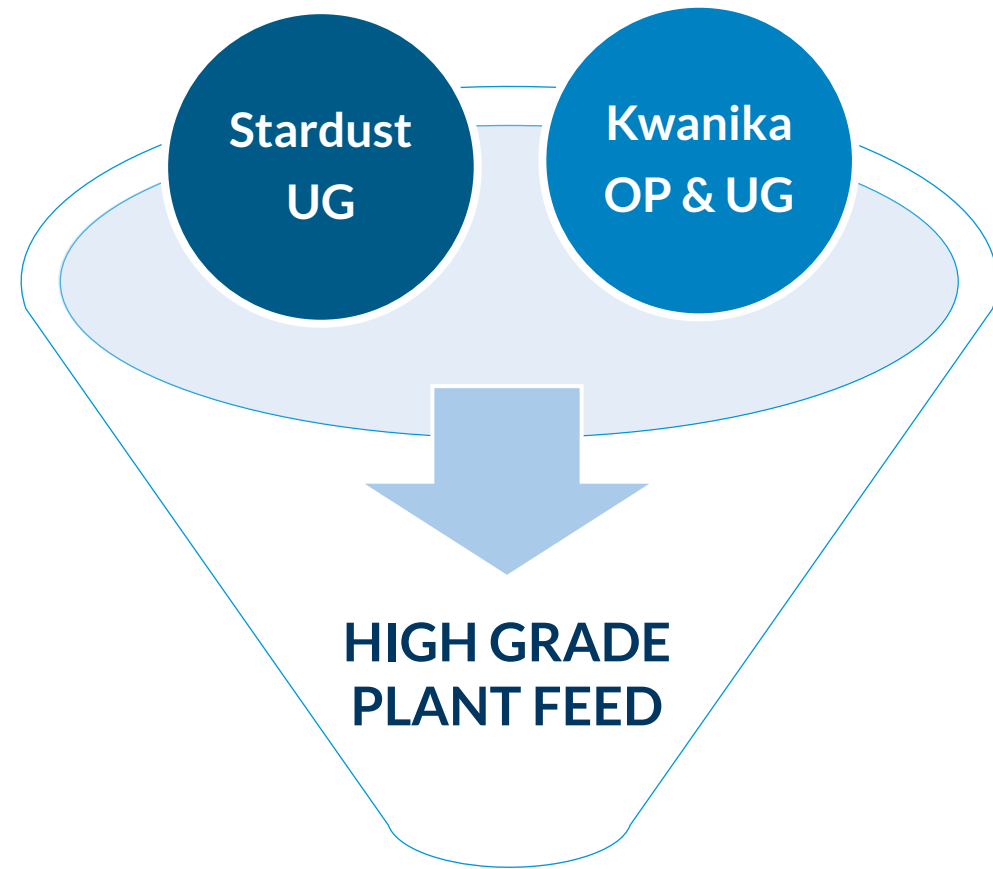 Stardust
UG
Kwanika
OP & UG
HIGH GRADE
PLANT FEED